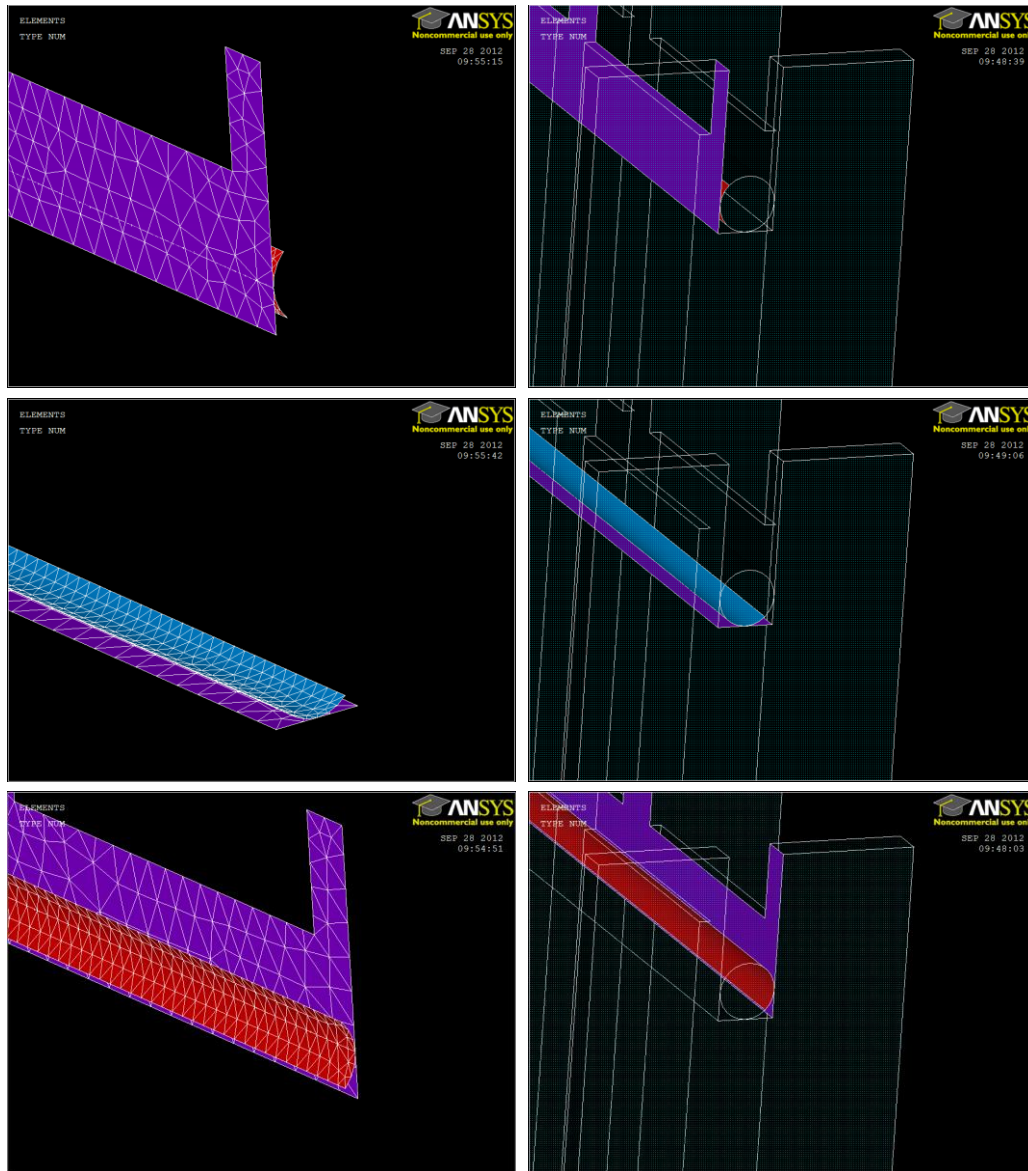 ELEMENTS
TYPE NUM
ANSYS
Noncommercial use only
SEP 28 2012
09:55:15
ELEMENTS
TYPE NUM
ANSYS
Noncommercial use only
SEP 28 2012
09:48:39
ELEMENTS
TYPE NUM
ANSYS
Noncommercial use only
SEP 28 2012
09:55:42
ELEMENTS
TYPE NUM
ANSYS
Noncommercial use only
SEP 28 2012
09:49:06
ELEMENTS
TYPE NUM
ANSYS
Noncommercial use only
SEP 28 2012
09:54:51
ELEMENTS
TYPE NUM
ANSYS
Noncommercial use only
SEP 28 2012
09:48:03